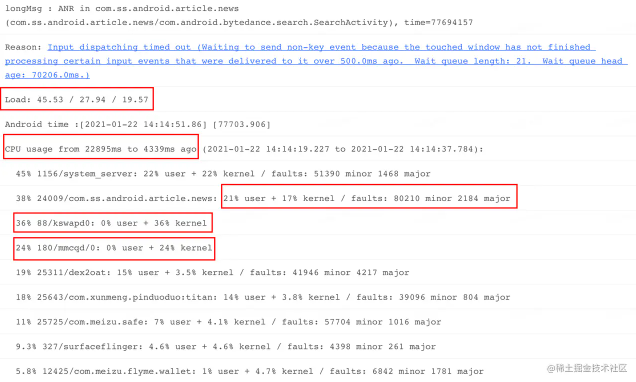 longMsg : ANR in com.ss.android.article.news
(com.ss.android.article.news/com.android.bytedance.search.SearchActivity), time=77694157
Reason: Input dispatching timed out (Waiting to send non-key event because the touched window has not finished
processing certain input events that were delivered to it over 500.0ms ago.  Wait queue length: 21.  Wait queue head
age: 70206.0ms.)
Load: 45.53 / 27.94 / 19.57
Android time :[2021-01-22 14:14:51.86] [77703.906]
CPU usage from 22895ms to 4339ms ago (2021-01-22 14:14:19.227 to 2021-01-22 14:14:37.784):
45% 1156/system_server: 22% user + 22% kernel / faults: 51390 minor 1468 major
38% 24009/com.ss.android.article.news: 21% user + 17% kernel / faults: 80210 minor 2184 major
36% 88/kswapd0: 0% user + 36% kernel
24% 180/mmcqd/0: 0% user + 24% kernel
19% 25311/dex2oat: 15% user + 3.5% kernel / faults: 41946 minor 4217 major
18% 25643/com.xunmeng.pinduoduo:titan: 14% user + 3.8% kernel / faults: 39096 minor 804 major
11% 25725/com.meizu.safe: 7% user + 4.1% kernel / faults: 57704 minor 1016 major
9.3% 327/surfaceflinger: 4.6% user + 4.6% kernel / faults: 4398 minor 261 major
5.8% 12425/com.meizu.flyme.wallet: 1% user + 4.7% kernel / faults: 6842 minor 1781 major
@稀土掘金技术社区